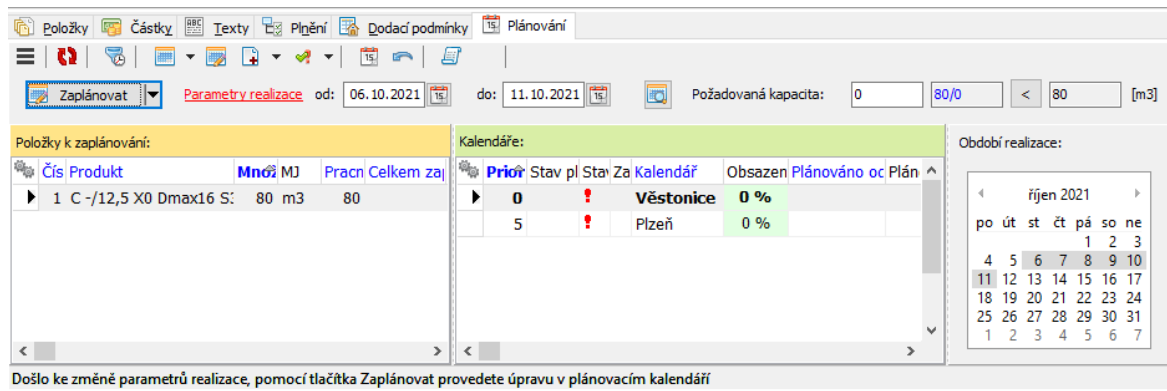 Položky Částky Texty Plnění Dodací podmínky Plánování
Zaplánovat Parametry realizace od: 06.10.2021 do: 11.10.2021 Požadovaná kapacita: 0 80/0 < 80 [m3]
Položky k zaplánování:
Čís Produkt Množ MJ Pracn Celkem zap
1 C -/12,5 X0 Dmax16 S3 80 m3 80
Kalendáře:
Priori Stav pl Stav Za Kalendář Obsazen Plánováno od Plán
0 Věstonice 0 %
5 Plzeň 0 %
Období realizace:
říjen 2021
po út st čt pá so ne
1 2 3
4 5 6 7 8 9 10
11 12 13 14 15 16 17
18 19 20 21 22 23 24
25 26 27 28 29 30 31
1 2 3 4 5 6 7
Došlo ke změně parametrů realizace, pomocí tlačítka Zaplánovat provedete úpravu v plánovacím kalendáři